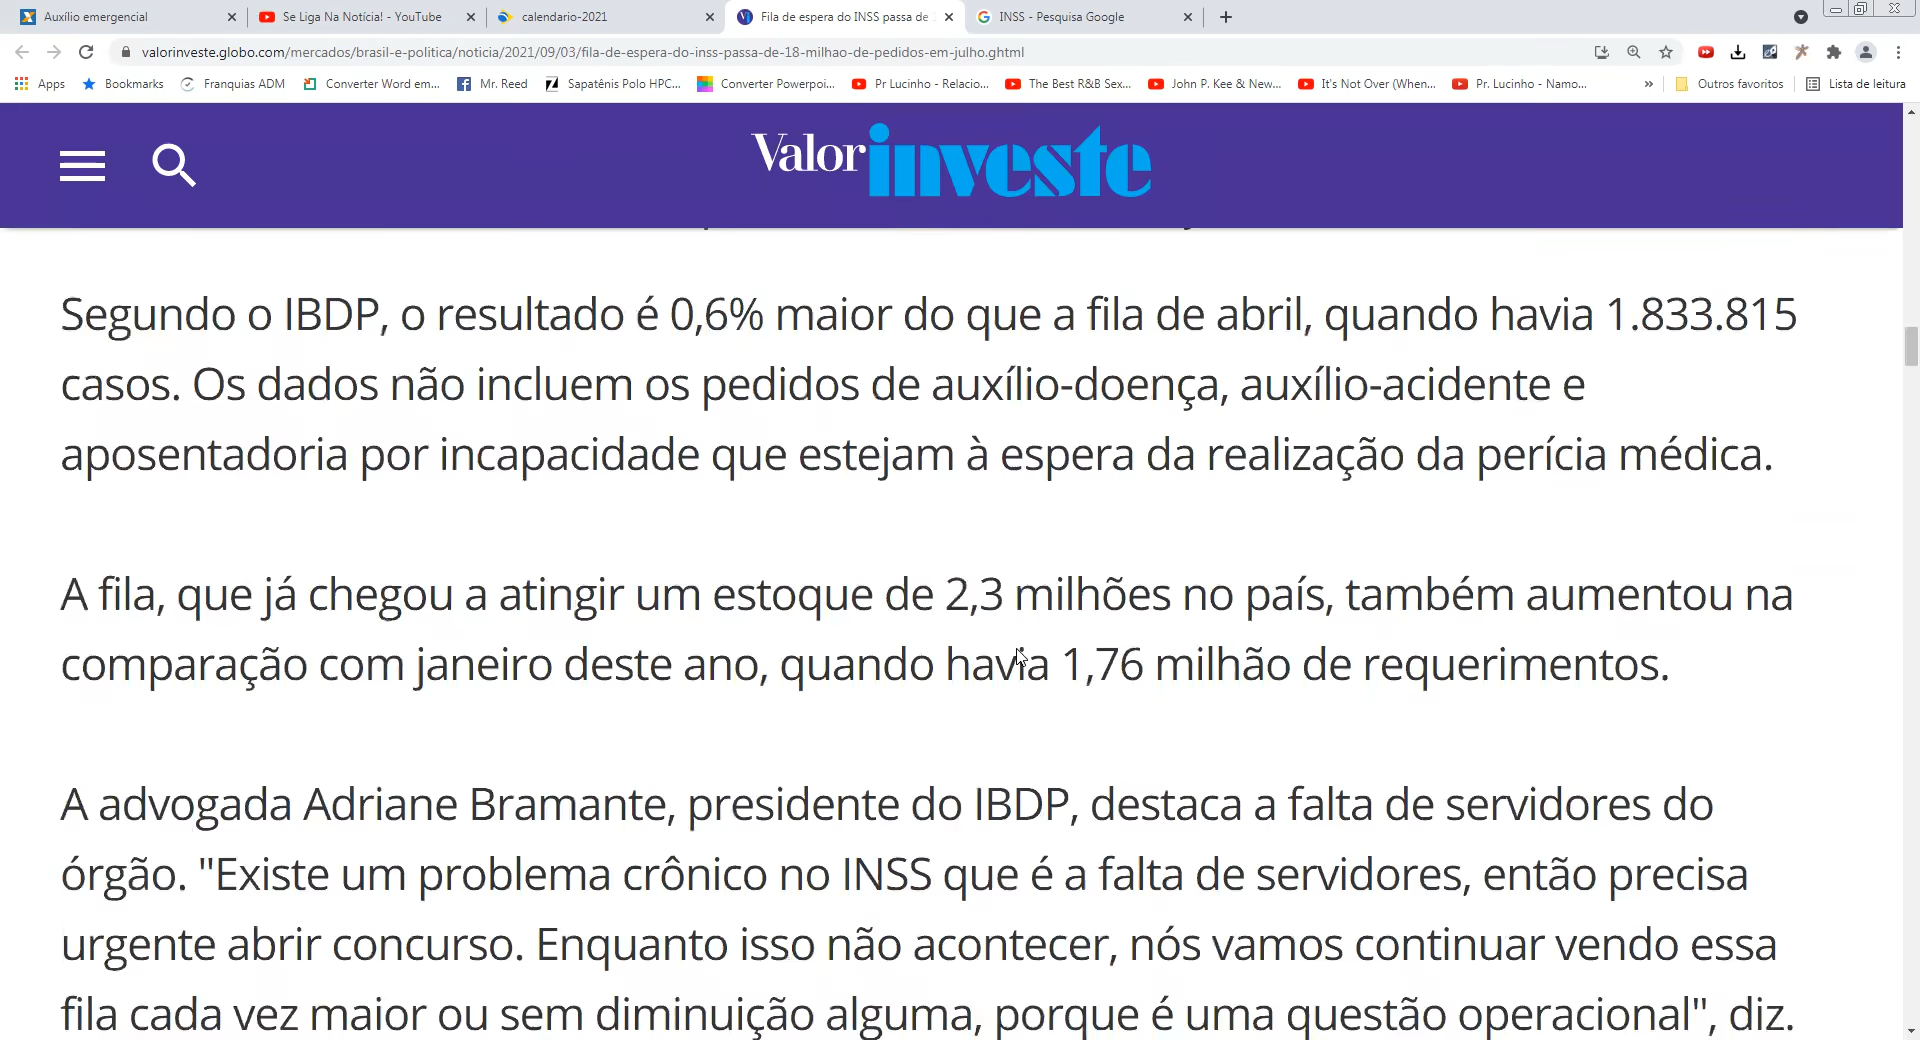 Auxílio emergencial
Se Liga Na Notícia! - YouTube
calendario-2021
Fila de espera do INSS passa de
INSS - Pesquisa Google
valorinveste.globo.com/mercados/brasil-e-politica/noticia/2021/09/03/fila-de-espera-do-inss-passa-de-18-milhao-de-pedidos-em-julho.ghtml
Apps
Bookmarks
Franquias ADM
Converter Word em...
Mr. Reed
Sapatênis Polo HPC...
Converter Powerpoi...
Pr Lucinho - Relacio...
The Best R&B Sex...
John P. Kee & New...
It's Not Over (When...
Pr. Lucinho - Namo...
»
Outros favoritos
Lista de leitura
Valor investe
Segundo o IBDP, o resultado é 0,6% maior do que a fila de abril, quando havia 1.833.815
casos. Os dados não incluem os pedidos de auxílio-doença, auxílio-acidente e
aposentadoria por incapacidade que estejam à espera da realização da perícia médica.
A fila, que já chegou a atingir um estoque de 2,3 milhões no país, também aumentou na
comparação com janeiro deste ano, quando havia 1,76 milhão de requerimentos.
A advogada Adriane Bramante, presidente do IBDP, destaca a falta de servidores do
órgão. "Existe um problema crônico no INSS que é a falta de servidores, então precisa
urgente abrir concurso. Enquanto isso não acontecer, nós vamos continuar vendo essa
fila cada vez maior ou sem diminuição alguma, porque é uma questão operacional", diz.